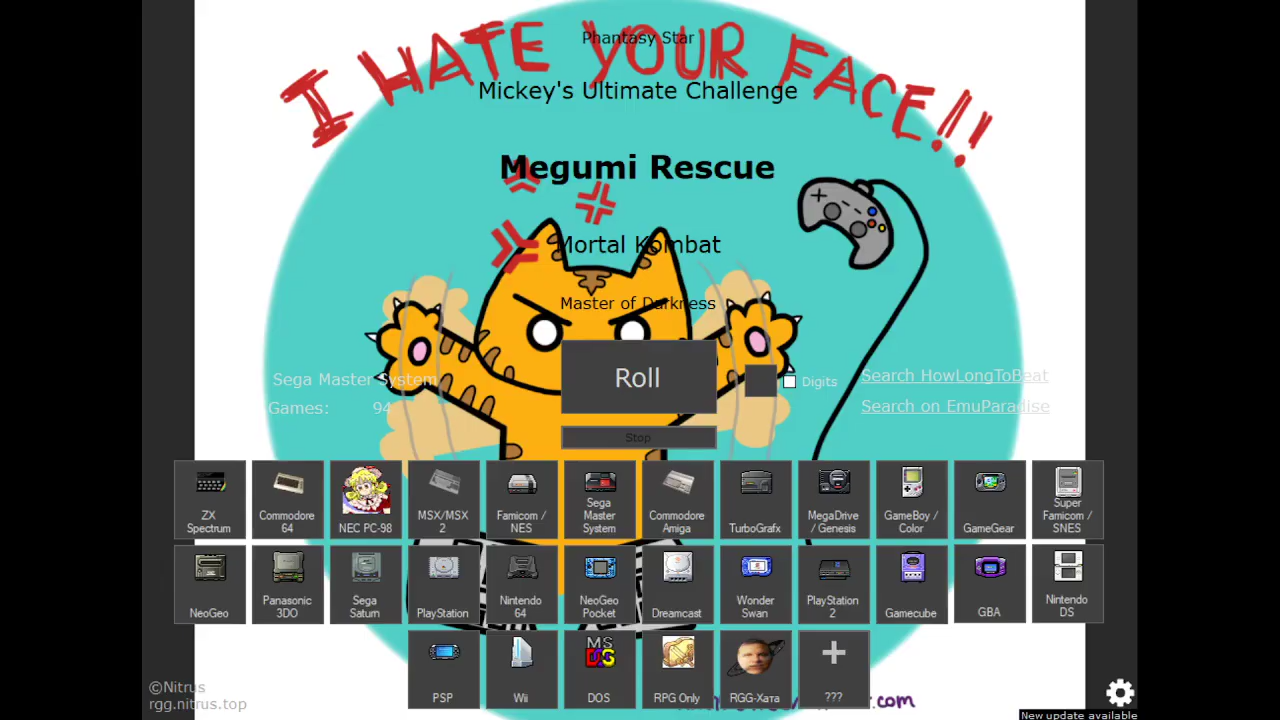 I HATE YOUR FACE!!
Phantasy Star
Mickey's Ultimate Challenge
Megumi Rescue
Mortal Kombat
Master of Darkness
Sega Master System
Games: 94
Roll
Digits
Stop
Search HowLongToBeat
Search on EmuParadise
ZX Spectrum
Commodore 64
NEC PC-98
MSX/MSX 2
Famicom / NES
Sega Master System
Commodore Amiga
TurboGrafx
MegaDrive / Genesis
GameBoy / Color
GameGear
Super Famicom / SNES
NeoGeo
Panasonic 3DO
Sega Saturn
PlayStation
Nintendo 64
NeoGeo Pocket
Dreamcast
Wonder Swan
PlayStation 2
Gamecube
GBA
Nintendo DS
PSP
Wii
MS DOS
DOS
RPG Only
RGG-Хата
???
.com
©Nitrus
rgg.nitrus.top
New update available